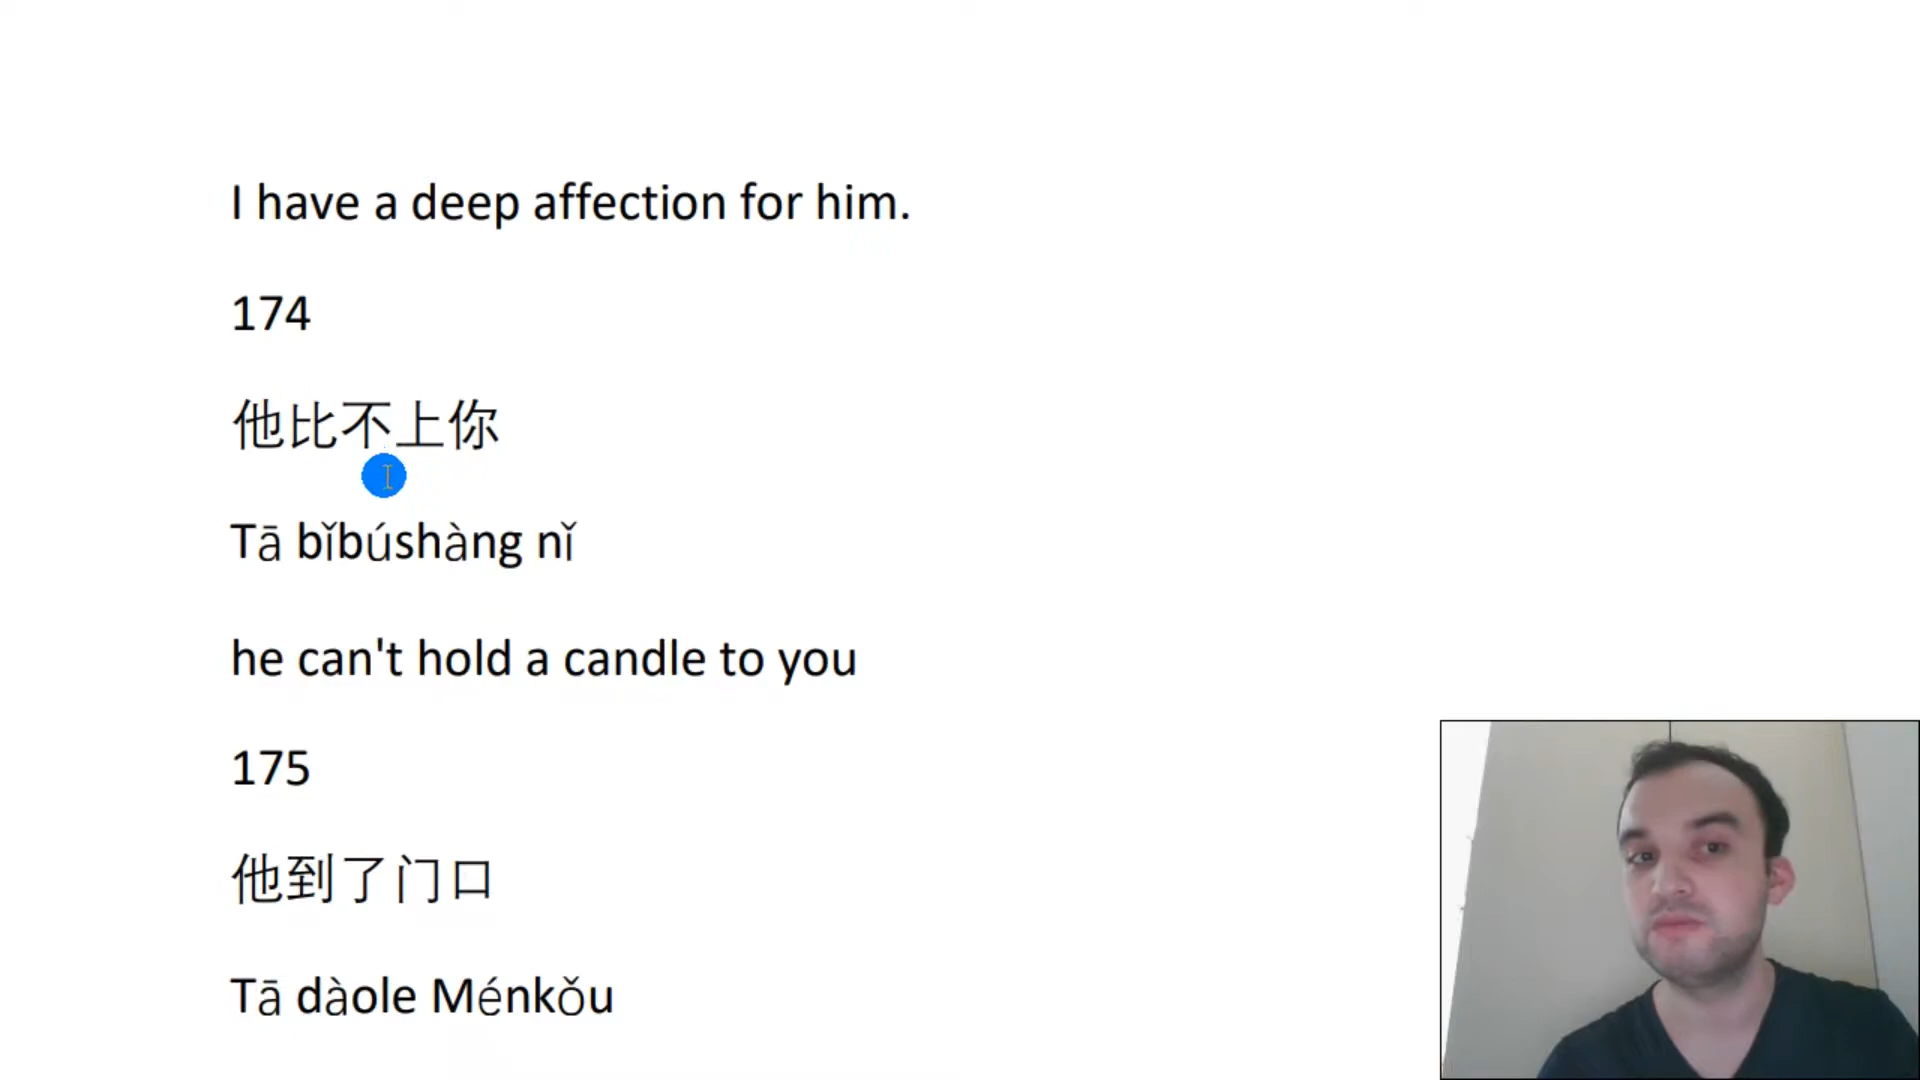 I have a deep affection for him.
174
他比不上你
Tā bǐbúshàng nǐ
he can't hold a candle to you
175
他到了门口
Tā dàole Ménkǒu